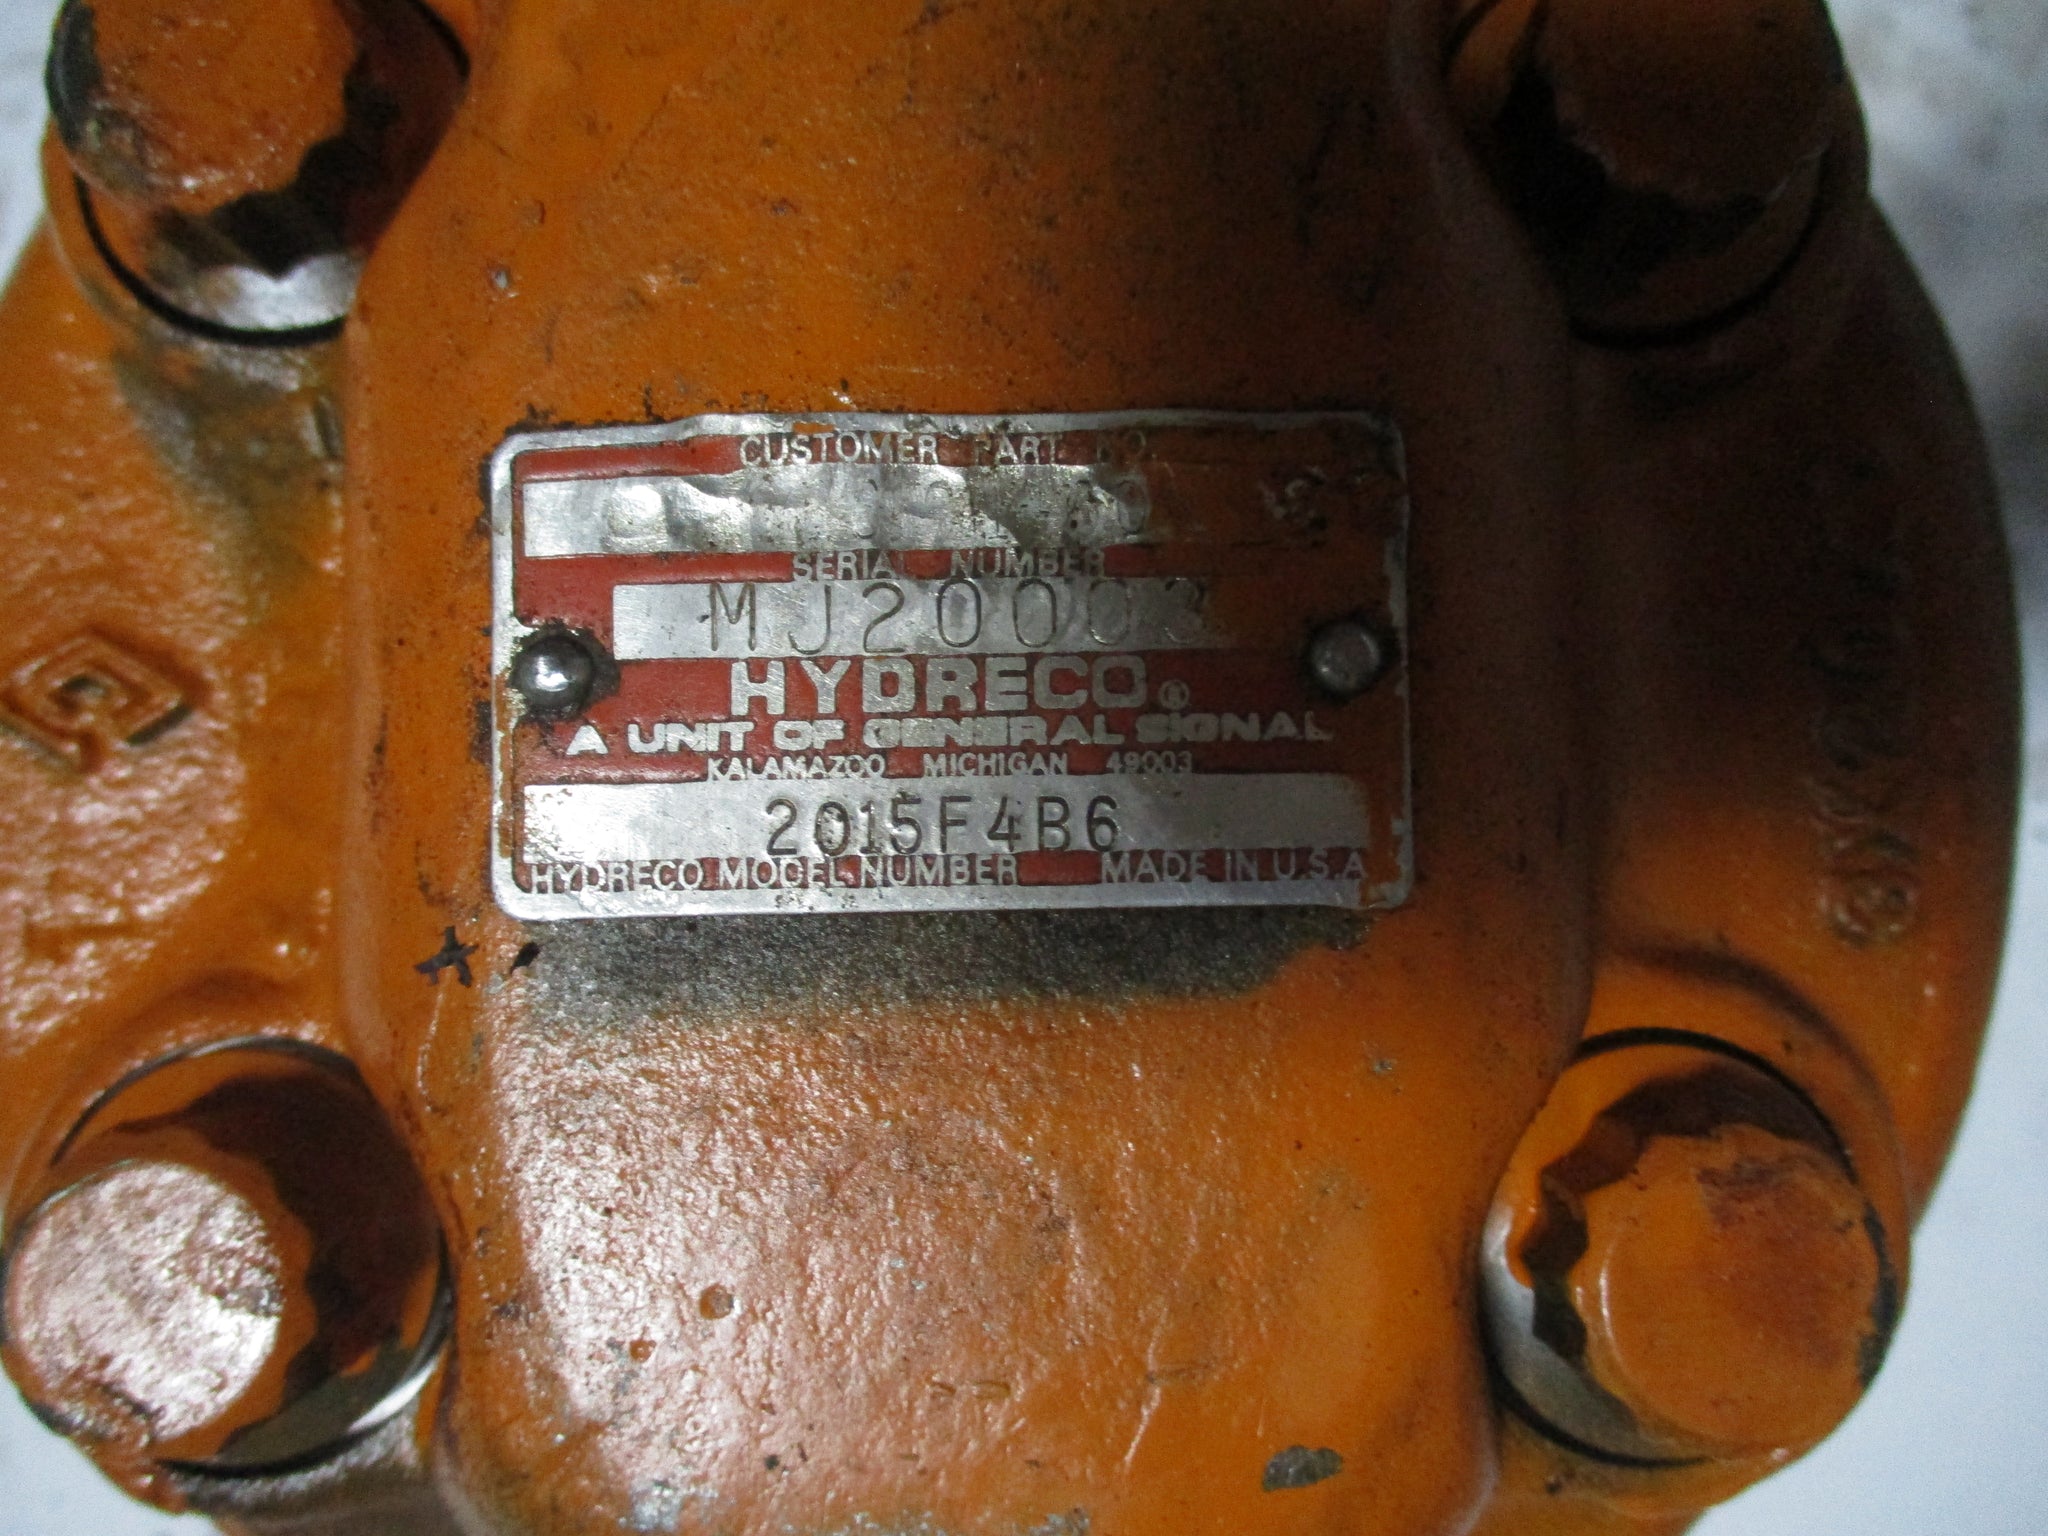 CUSTOMER PART NO.
SERIAL NUMBER
MJ20003
HYDRECO®
A UNIT OF GENERAL SIGNAL
KALAMAZOO MICHIGAN 49003
2015F4B6
HYDRECO MODEL NUMBER MADE IN U.S.A